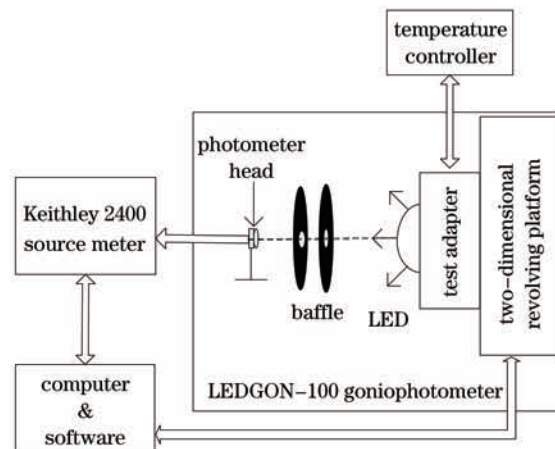 temperature
controller
photometer
head
Keithley 2400
source meter
baffle
LED
test adapter
two-dimensional
revolving platform
LEDGON-100 goniophotometer
computer
&
software